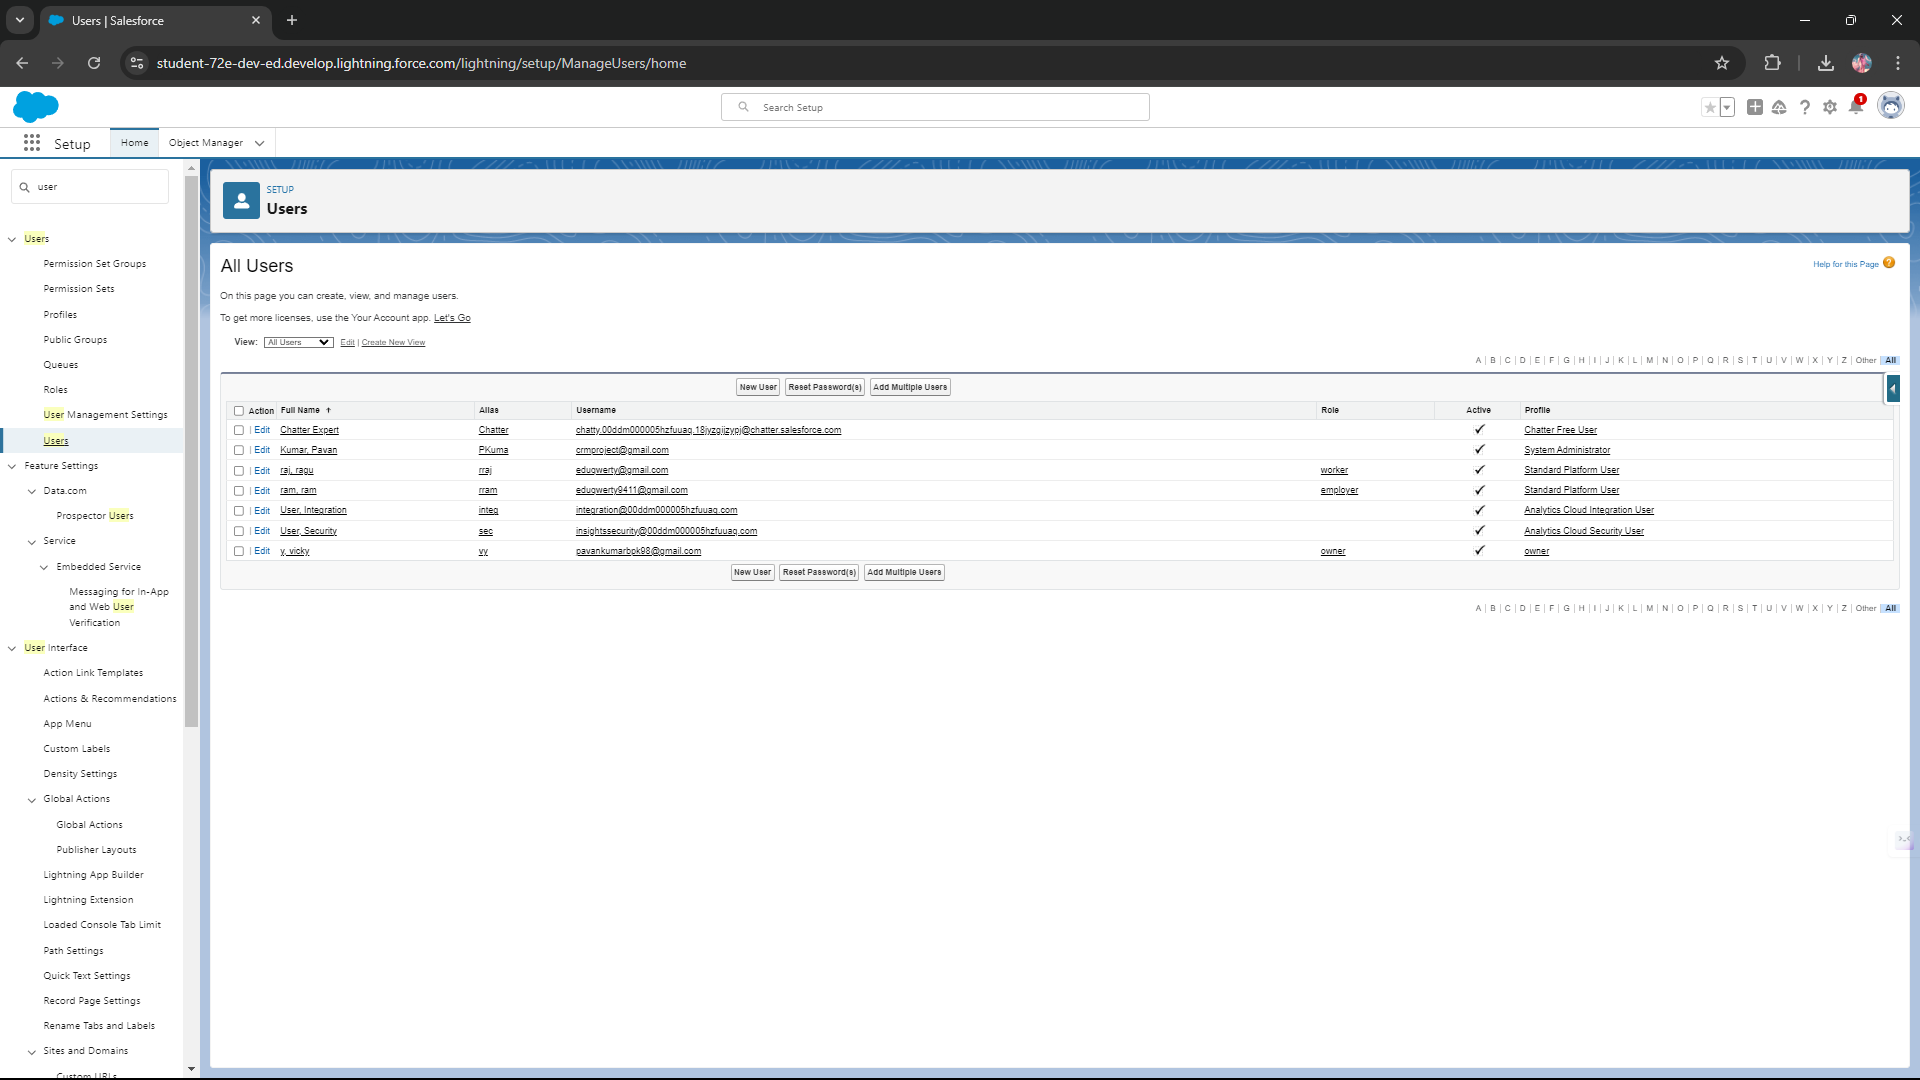 Users | Salesforce
student-72e-dev-ed.develop.lightning.force.com/lightning/setup/ManageUsers/home
Search Setup
1
Setup
Home
Object Manager
user
Users
Permission Set Groups
Permission Sets
Profiles
Public Groups
Queues
Roles
User Management Settings
Users
Feature Settings
Data.com
Prospector Users
Service
Embedded Service
Messaging for In-App
and Web User
Verification
User Interface
Action Link Templates
Actions & Recommendations
App Menu
Custom Labels
Density Settings
Global Actions
Global Actions
Publisher Layouts
Lightning App Builder
Lightning Extension
Loaded Console Tab Limit
Path Settings
Quick Text Settings
Record Page Settings
Rename Tabs and Labels
Sites and Domains
Custom URLs
SETUP
Users
All Users
Help for this Page ?
On this page you can create, view, and manage users.
To get more licenses, use the Your Account app. Let's Go
View: All Users Edit | Create New View
A | B | C | D | E | F | G | H | I | J | K | L | M | N | O | P | Q | R | S | T | U | V | W | X | Y | Z | Other All
New User Reset Password(s) Add Multiple Users
Action Full Name ↑ Alias Username Role Active Profile
| Edit Chatter Expert Chatter chatty.00ddm000005hzfuuaq.18jyzgijzypj@chatter.salesforce.com ✓ Chatter Free User
| Edit Kumar, Pavan PKuma crmproject@gmail.com ✓ System Administrator
| Edit raj, ragu rraj eduqwerty@gmail.com worker ✓ Standard Platform User
| Edit ram, ram rram eduqwerty9411@gmail.com employer ✓ Standard Platform User
| Edit User, Integration integ integration@00ddm000005hzfuuaq.com ✓ Analytics Cloud Integration User
| Edit User, Security sec insightssecurity@00ddm000005hzfuuaq.com ✓ Analytics Cloud Security User
| Edit y, vicky vy pavankumarbpk98@gmail.com owner ✓ owner
New User Reset Password(s) Add Multiple Users
A | B | C | D | E | F | G | H | I | J | K | L | M | N | O | P | Q | R | S | T | U | V | W | X | Y | Z | Other All